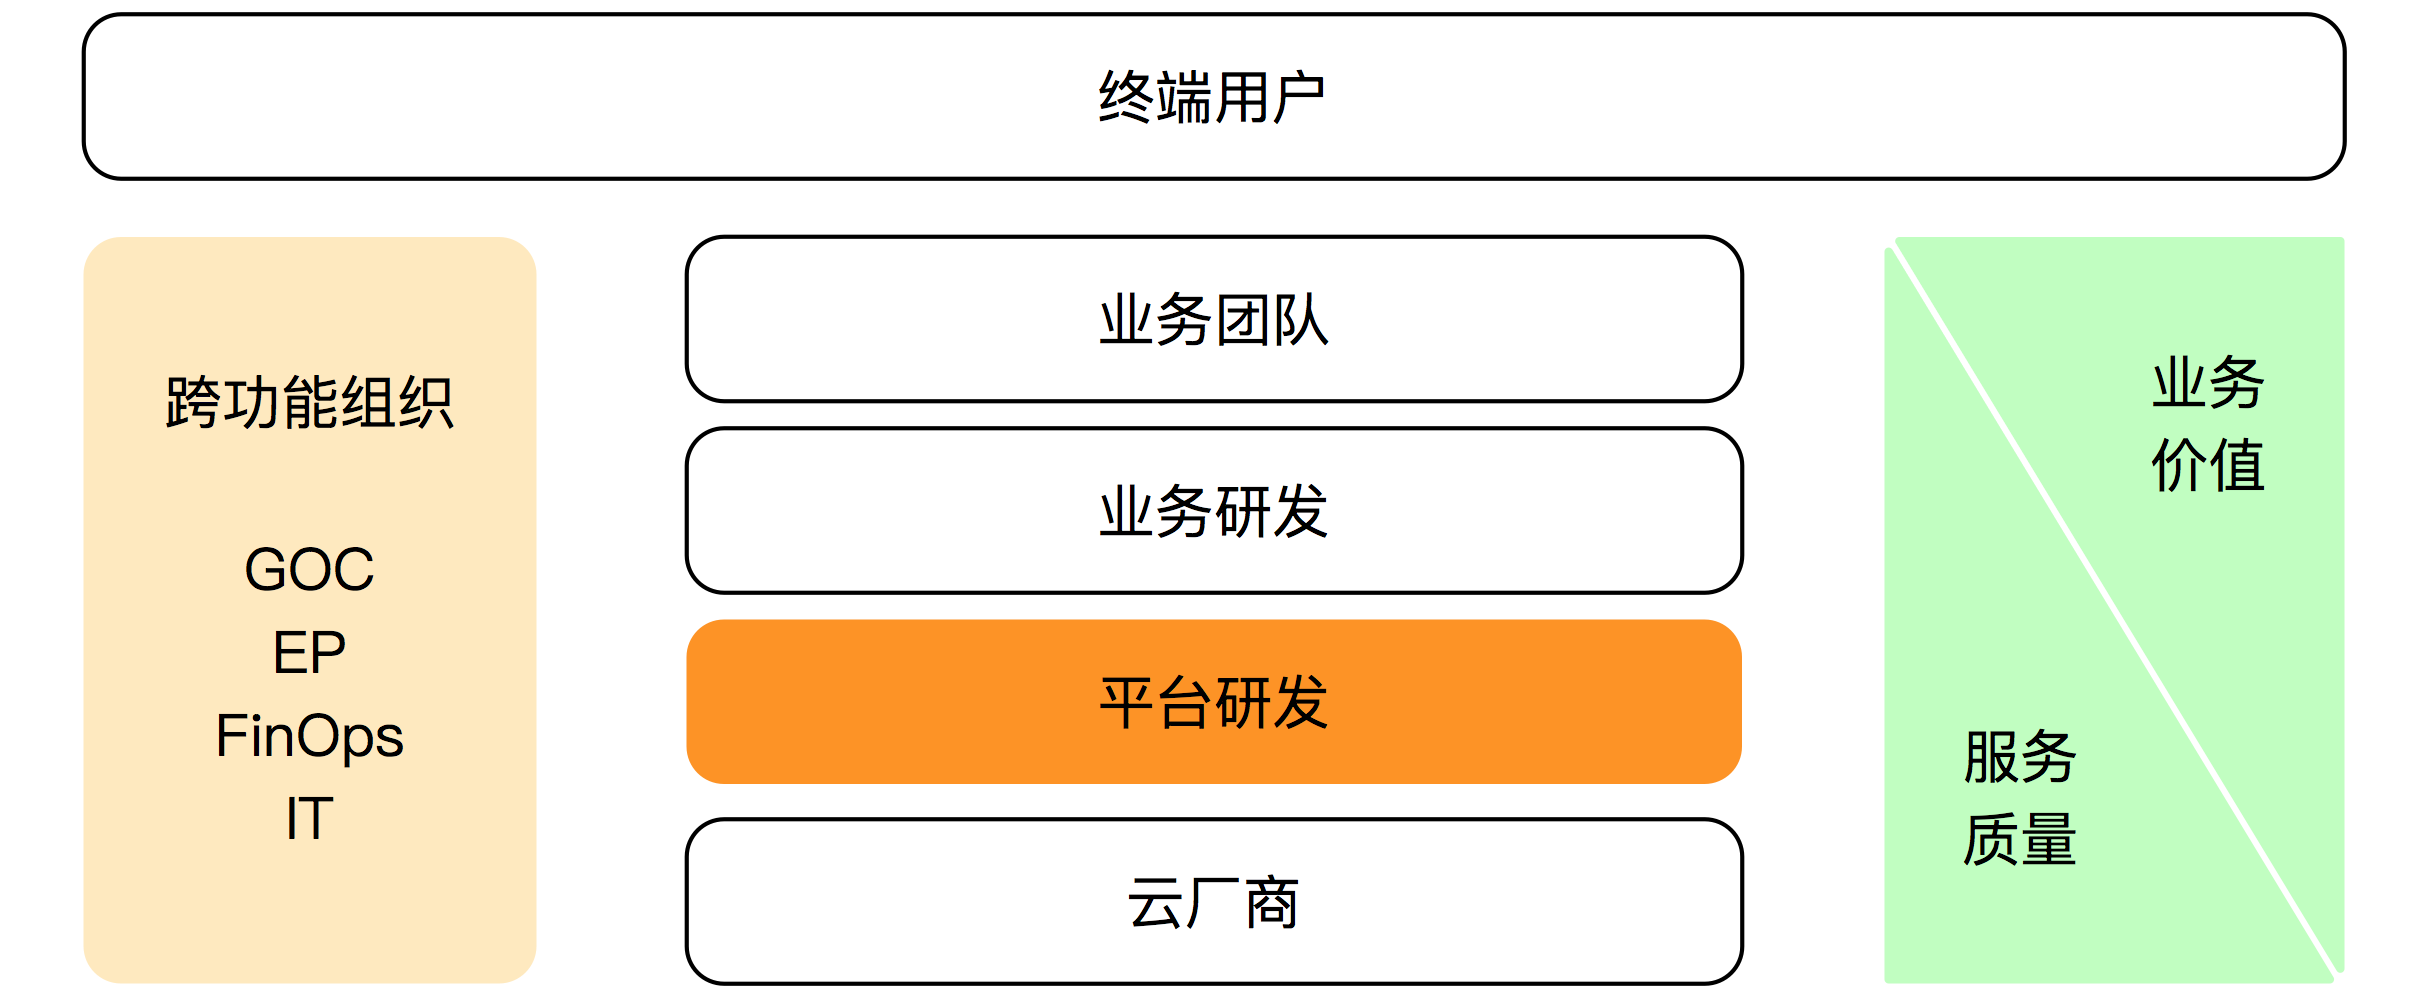 终端用户
跨功能组织
GOC
EP
FinOps
IT
业务团队
业务研发
平台研发
云厂商
业务
价值
服务
质量